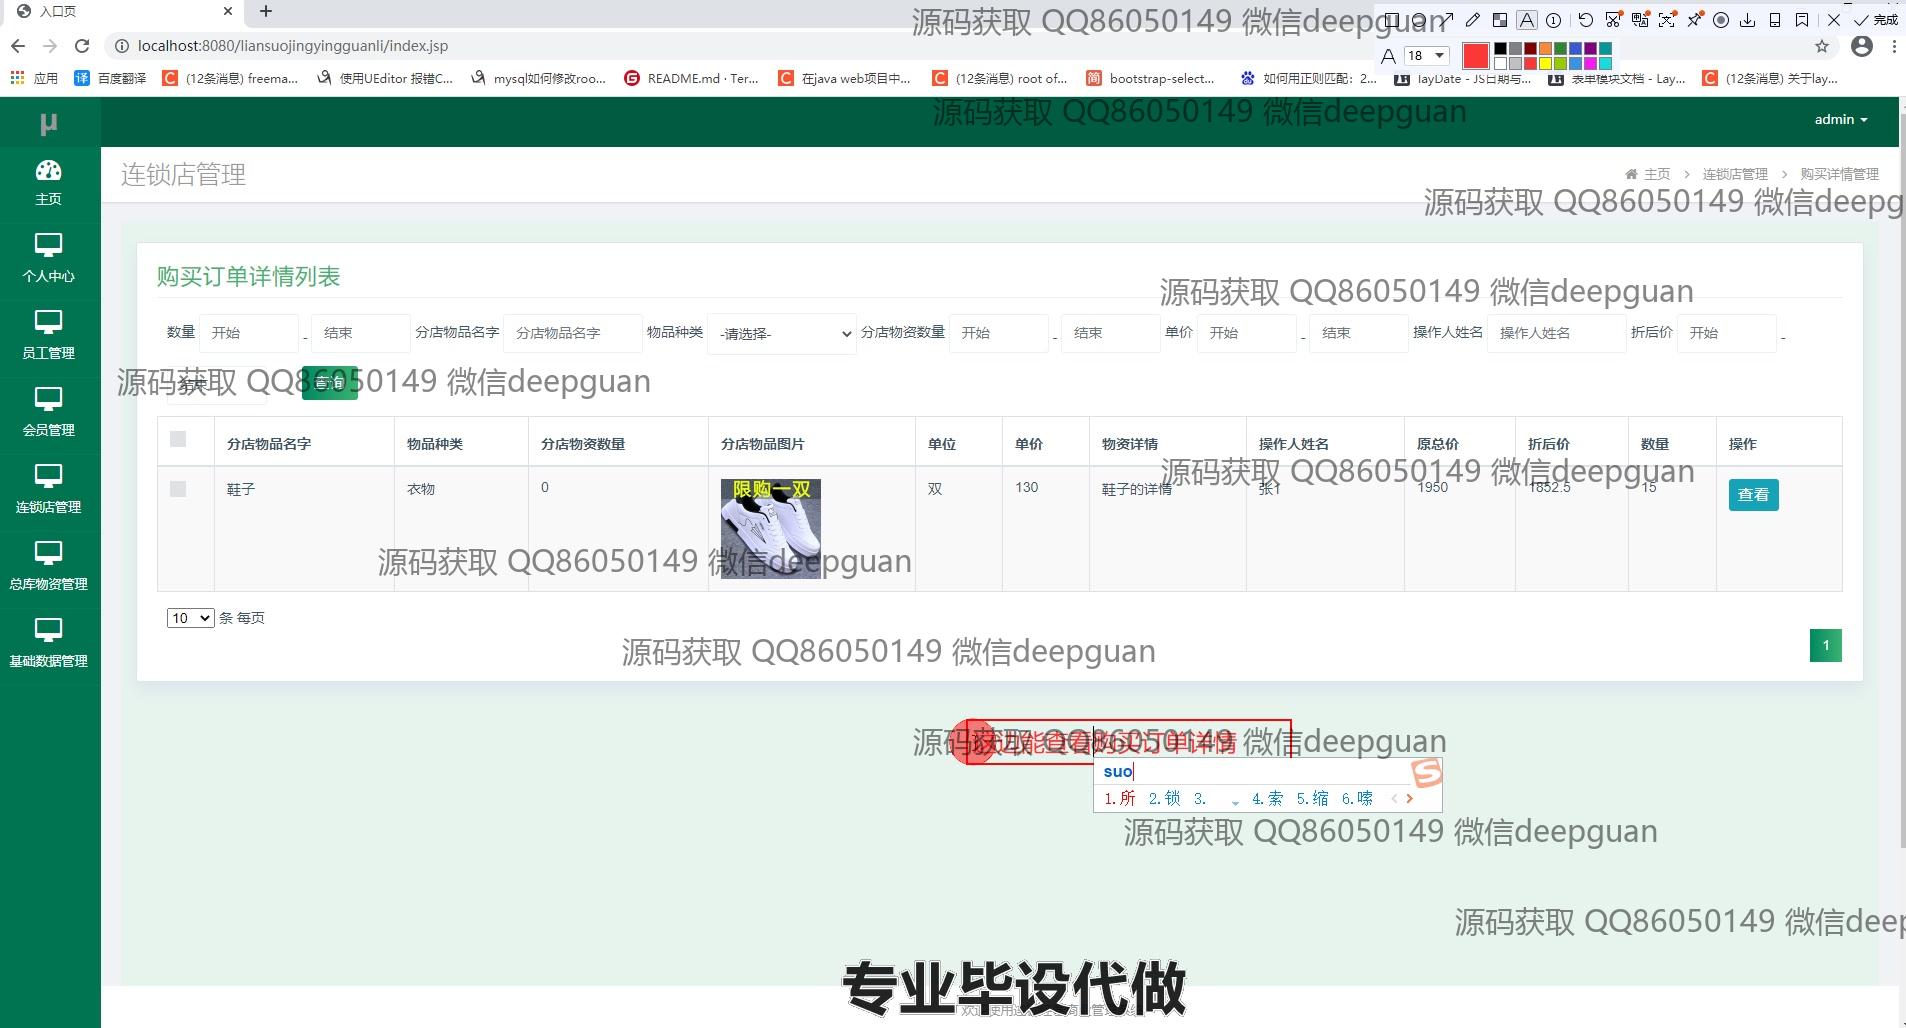 入口页
源码获取 QQ86050149 微信deepguan
完成
localhost:8080/liansuojingyingguanli/index.jsp
18
应用 百度翻译 (12条消息) freema... 使用UEditor 报错C... mysql如何修改roo... README.md · Ter... 在java web项目中... (12条消息) root of... bootstrap-select... 如何用正则匹配：2... layDate - JS日期与... 表单模块文档 - Lay... (12条消息) 关于lay...
源码获取 QQ86050149 微信deepguan
μ
admin
连锁店管理
主页 > 连锁店管理 > 购买详情管理
源码获取 QQ86050149 微信deepg
主页
个人中心
员工管理
会员管理
连锁店管理
总库物资管理
基础数据管理
购买订单详情列表
源码获取 QQ86050149 微信deepguan
数量 开始 - 结束 分店物品名字 分店物品名字 物品种类 -请选择- 分店物资数量 开始 - 结束 单价 开始 - 结束 操作人姓名 操作人姓名 折后价 开始 -
结束 查询
源码获取 QQ86050149 微信deepguan
分店物品名字 物品种类 分店物资数量 分店物品图片 单位 单价 物资详情 操作人姓名 原总价 折后价 数量 操作
源码获取 QQ86050149 微信deepguan
鞋子 衣物 0 限购一双 双 130 鞋子的详情 张1 1950 1852.5 15 查看
源码获取 QQ86050149 微信deepguan
10 条 每页
1
源码获取 QQ86050149 微信deepguan
能查看购买订单详情
源码获取 QQ86050149 微信deepguan
suo
1.所 2.锁 3. 4.索 5.缩 6.嗦
S
源码获取 QQ86050149 微信deepguan
源码获取 QQ86050149 微信dee
专业毕设代做